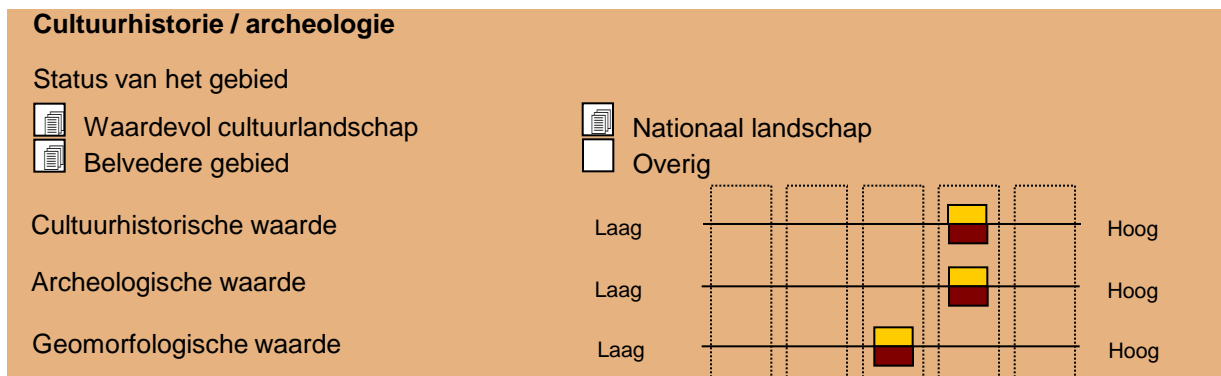 Cultuurhistorie / archeologie
Status van het gebied
Waardevol cultuurlandschap Nationaal landschap
Belvedere gebied Overig
Cultuurhistorische waarde Laag Hoog
Archeologische waarde Laag Hoog
Geomorfologische waarde Laag Hoog